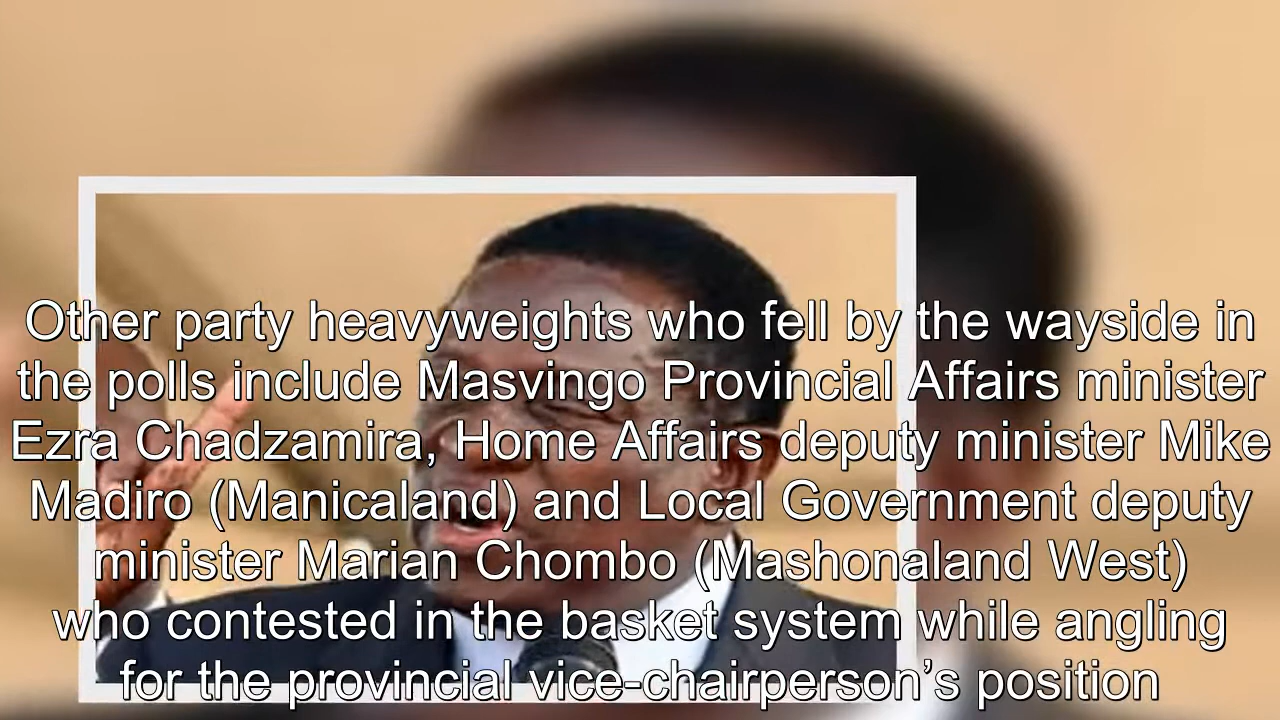 Other party heavyweights who fell by the wayside in
the polls include Masvingo Provincial Affairs minister
Ezra Chadzamira, Home Affairs deputy minister Mike
Madiro (Manicaland) and Local Government deputy
minister Marian Chombo (Mashonaland West)
who contested in the basket system while angling
for the provincial vice-chairperson’s position